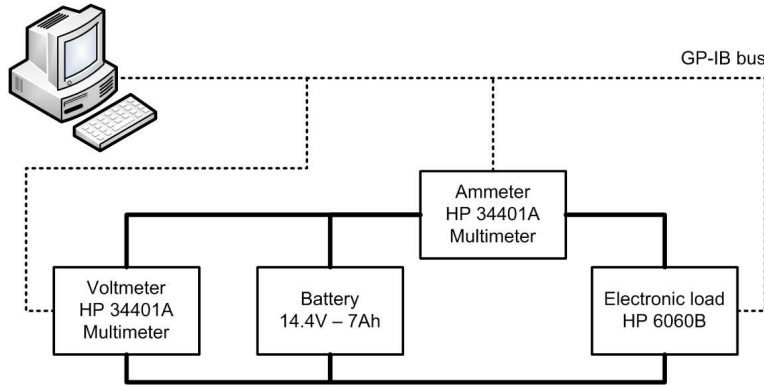 GP-IB bus
Ammeter
HP 34401A
Multimeter
Voltmeter
HP 34401A
Multimeter
Battery
14.4V – 7Ah
Electronic load
HP 6060B